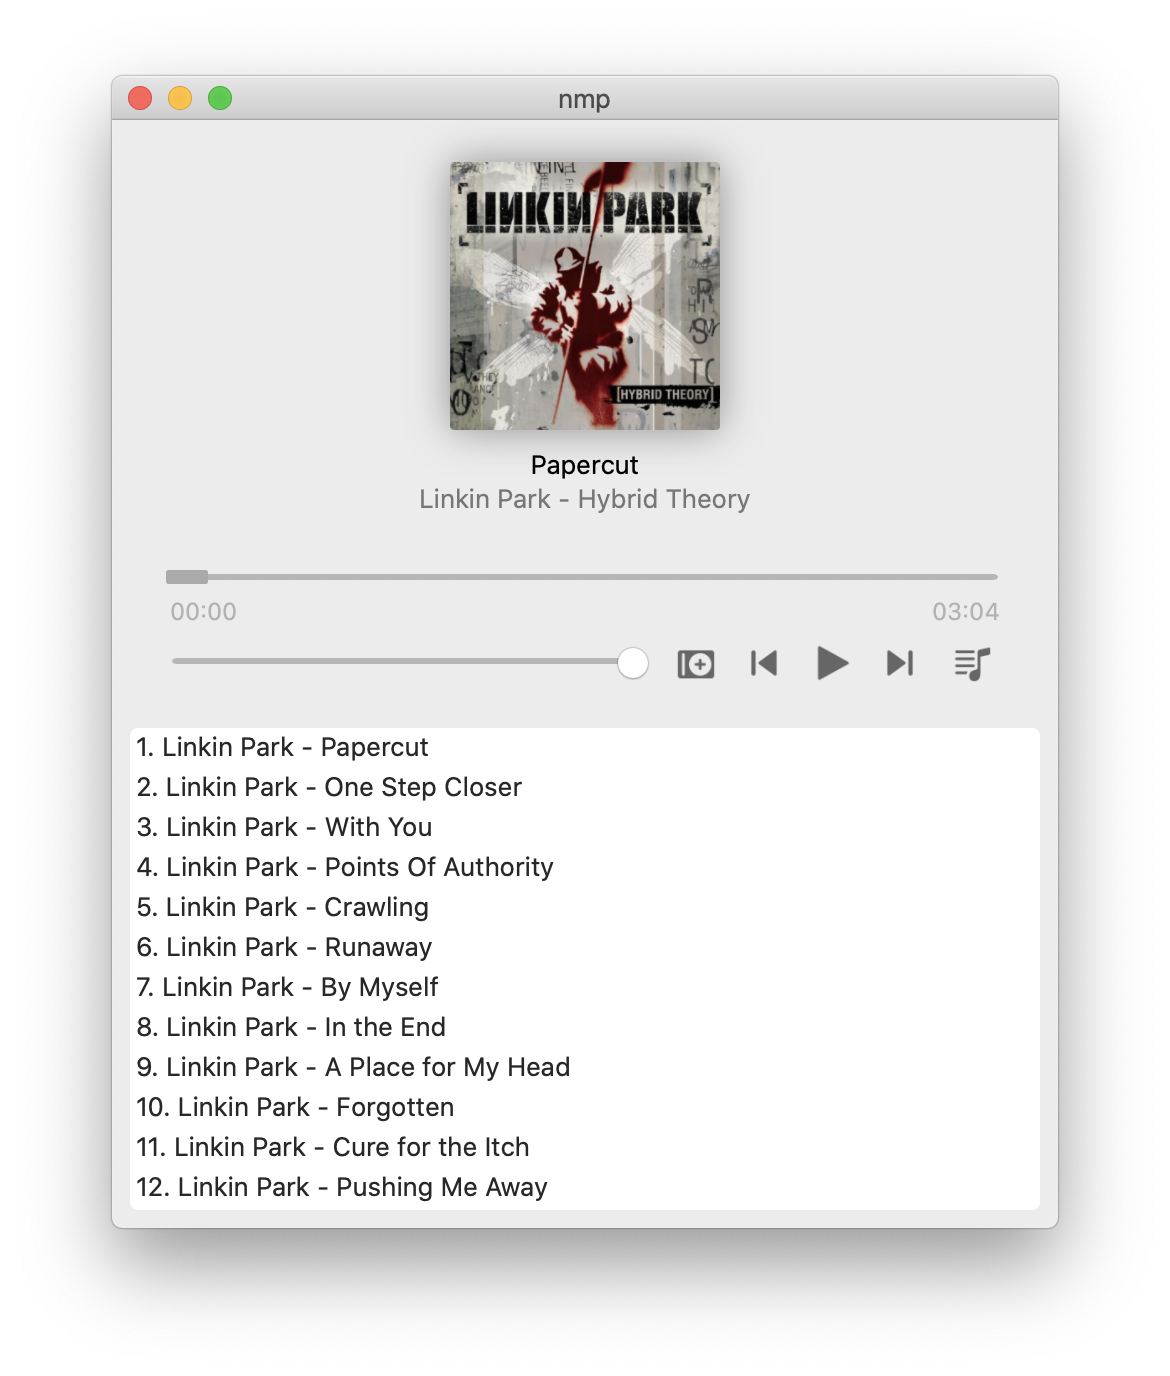 nmp
LINKIN PARK
[HYBRID THEORY]
Papercut
Linkin Park - Hybrid Theory
00:00 03:04
1. Linkin Park - Papercut
2. Linkin Park - One Step Closer
3. Linkin Park - With You
4. Linkin Park - Points Of Authority
5. Linkin Park - Crawling
6. Linkin Park - Runaway
7. Linkin Park - By Myself
8. Linkin Park - In the End
9. Linkin Park - A Place for My Head
10. Linkin Park - Forgotten
11. Linkin Park - Cure for the Itch
12. Linkin Park - Pushing Me Away